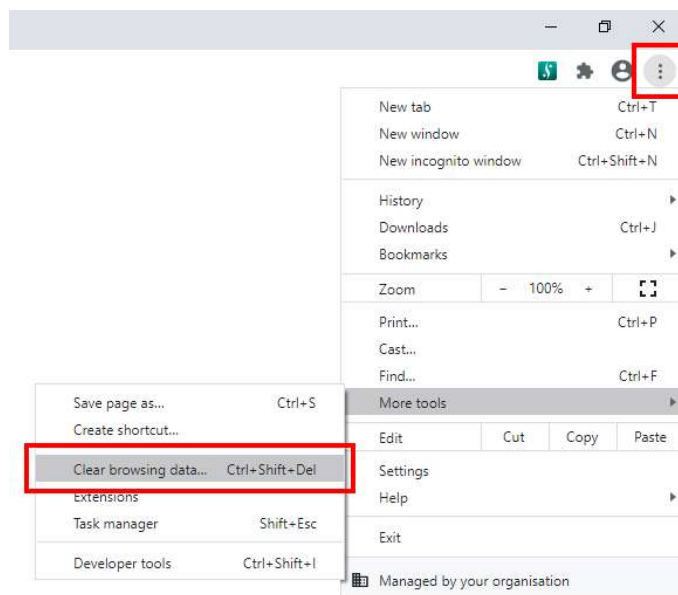 New tab Ctrl+T
New window Ctrl+N
New incognito window Ctrl+Shift+N
History
Downloads Ctrl+J
Bookmarks
Zoom - 100% +
Print... Ctrl+P
Cast...
Find... Ctrl+F
More tools
Edit Cut Copy Paste
Settings
Help
Exit
Managed by your organisation
Save page as... Ctrl+S
Create shortcut...
Clear browsing data... Ctrl+Shift+Del
Extensions
Task manager Shift+Esc
Developer tools Ctrl+Shift+I